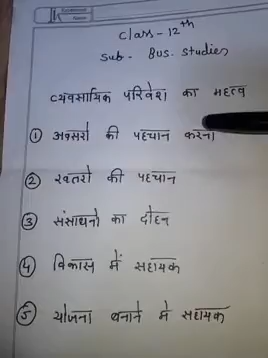 Class - 12th
Sub - Bus. Studies
व्यवसायिक परिवेश का महत्व
① अवसरो की पहचान करना
② खतरो की पहचान
③ संसाधनो का दोहन
④ विकास में सहायक
⑤ योजना बनाने मे सहायक